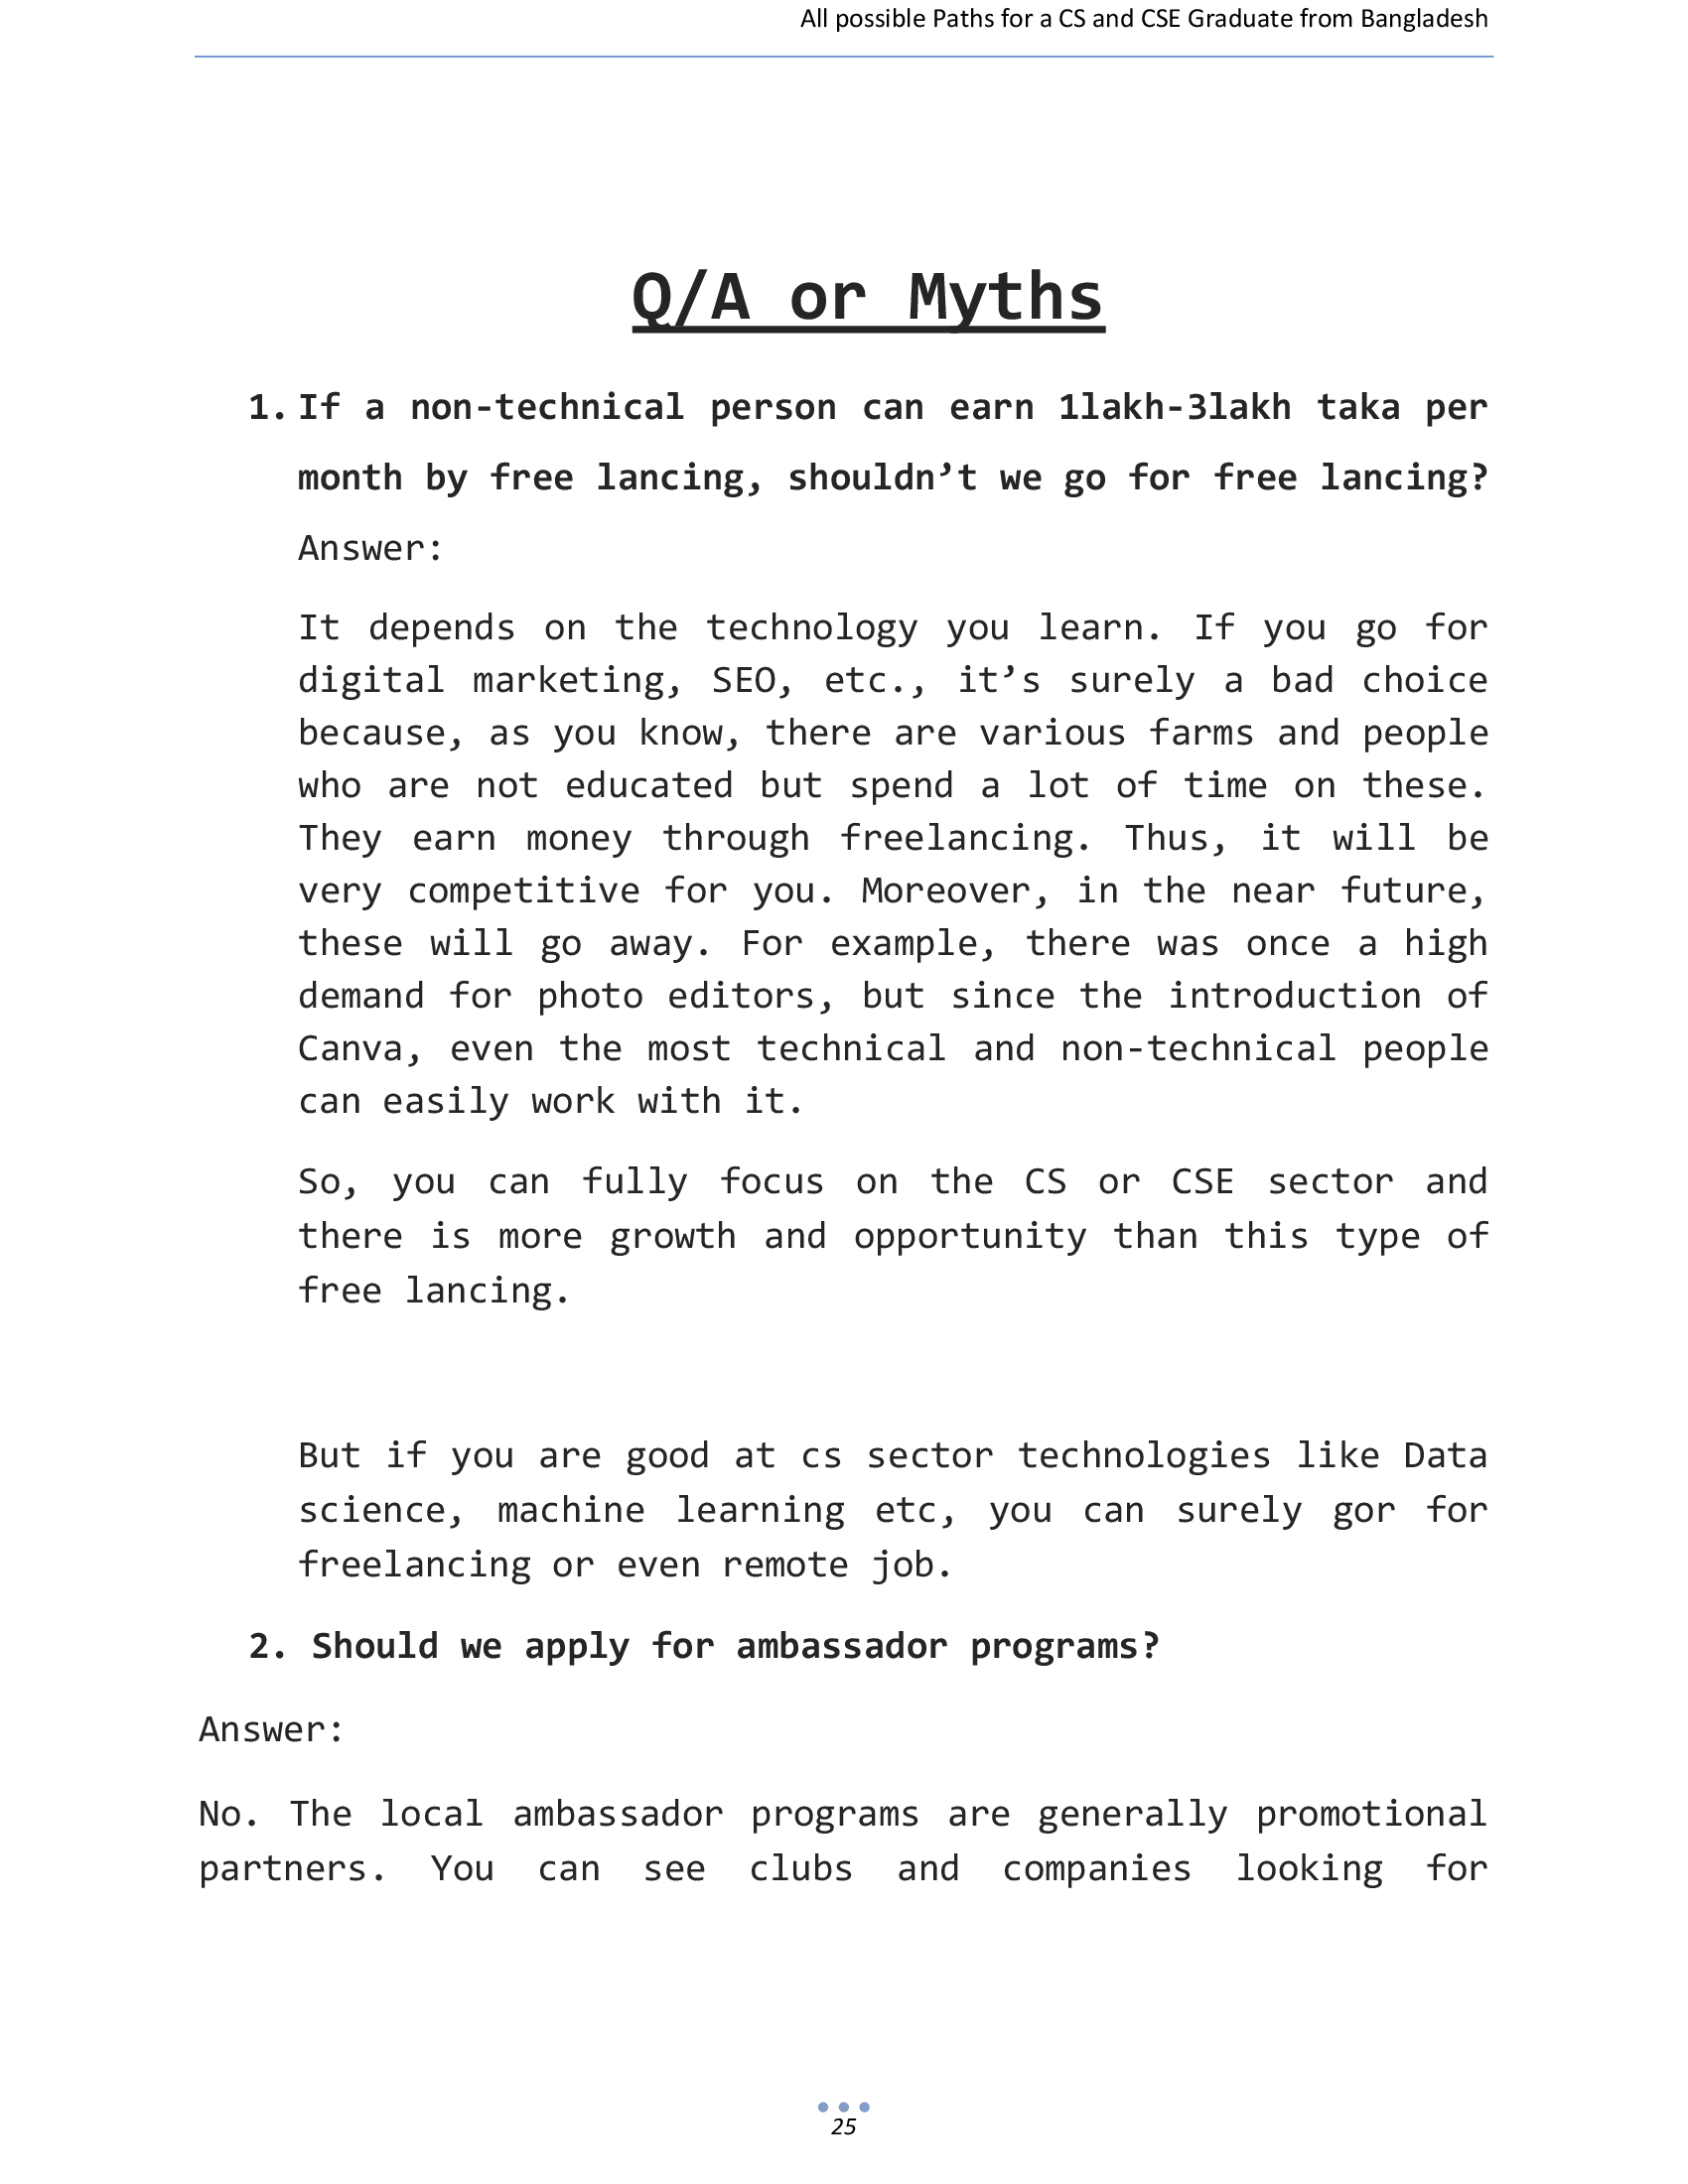 All possible Paths for a CS and CSE Graduate from Bangladesh
Q/A or Myths
1. If a non-technical person can earn 1lakh-3lakh taka per
month by free lancing, shouldn’t we go for free lancing?
Answer:
It depends on the technology you learn. If you go for
digital marketing, SEO, etc., it’s surely a bad choice
because, as you know, there are various farms and people
who are not educated but spend a lot of time on these.
They earn money through freelancing. Thus, it will be
very competitive for you. Moreover, in the near future,
these will go away. For example, there was once a high
demand for photo editors, but since the introduction of
Canva, even the most technical and non-technical people
can easily work with it.
So, you can fully focus on the CS or CSE sector and
there is more growth and opportunity than this type of
free lancing.
But if you are good at cs sector technologies like Data
science, machine learning etc, you can surely gor for
freelancing or even remote job.
2. Should we apply for ambassador programs?
Answer:
No. The local ambassador programs are generally promotional
partners. You can see clubs and companies looking for
25